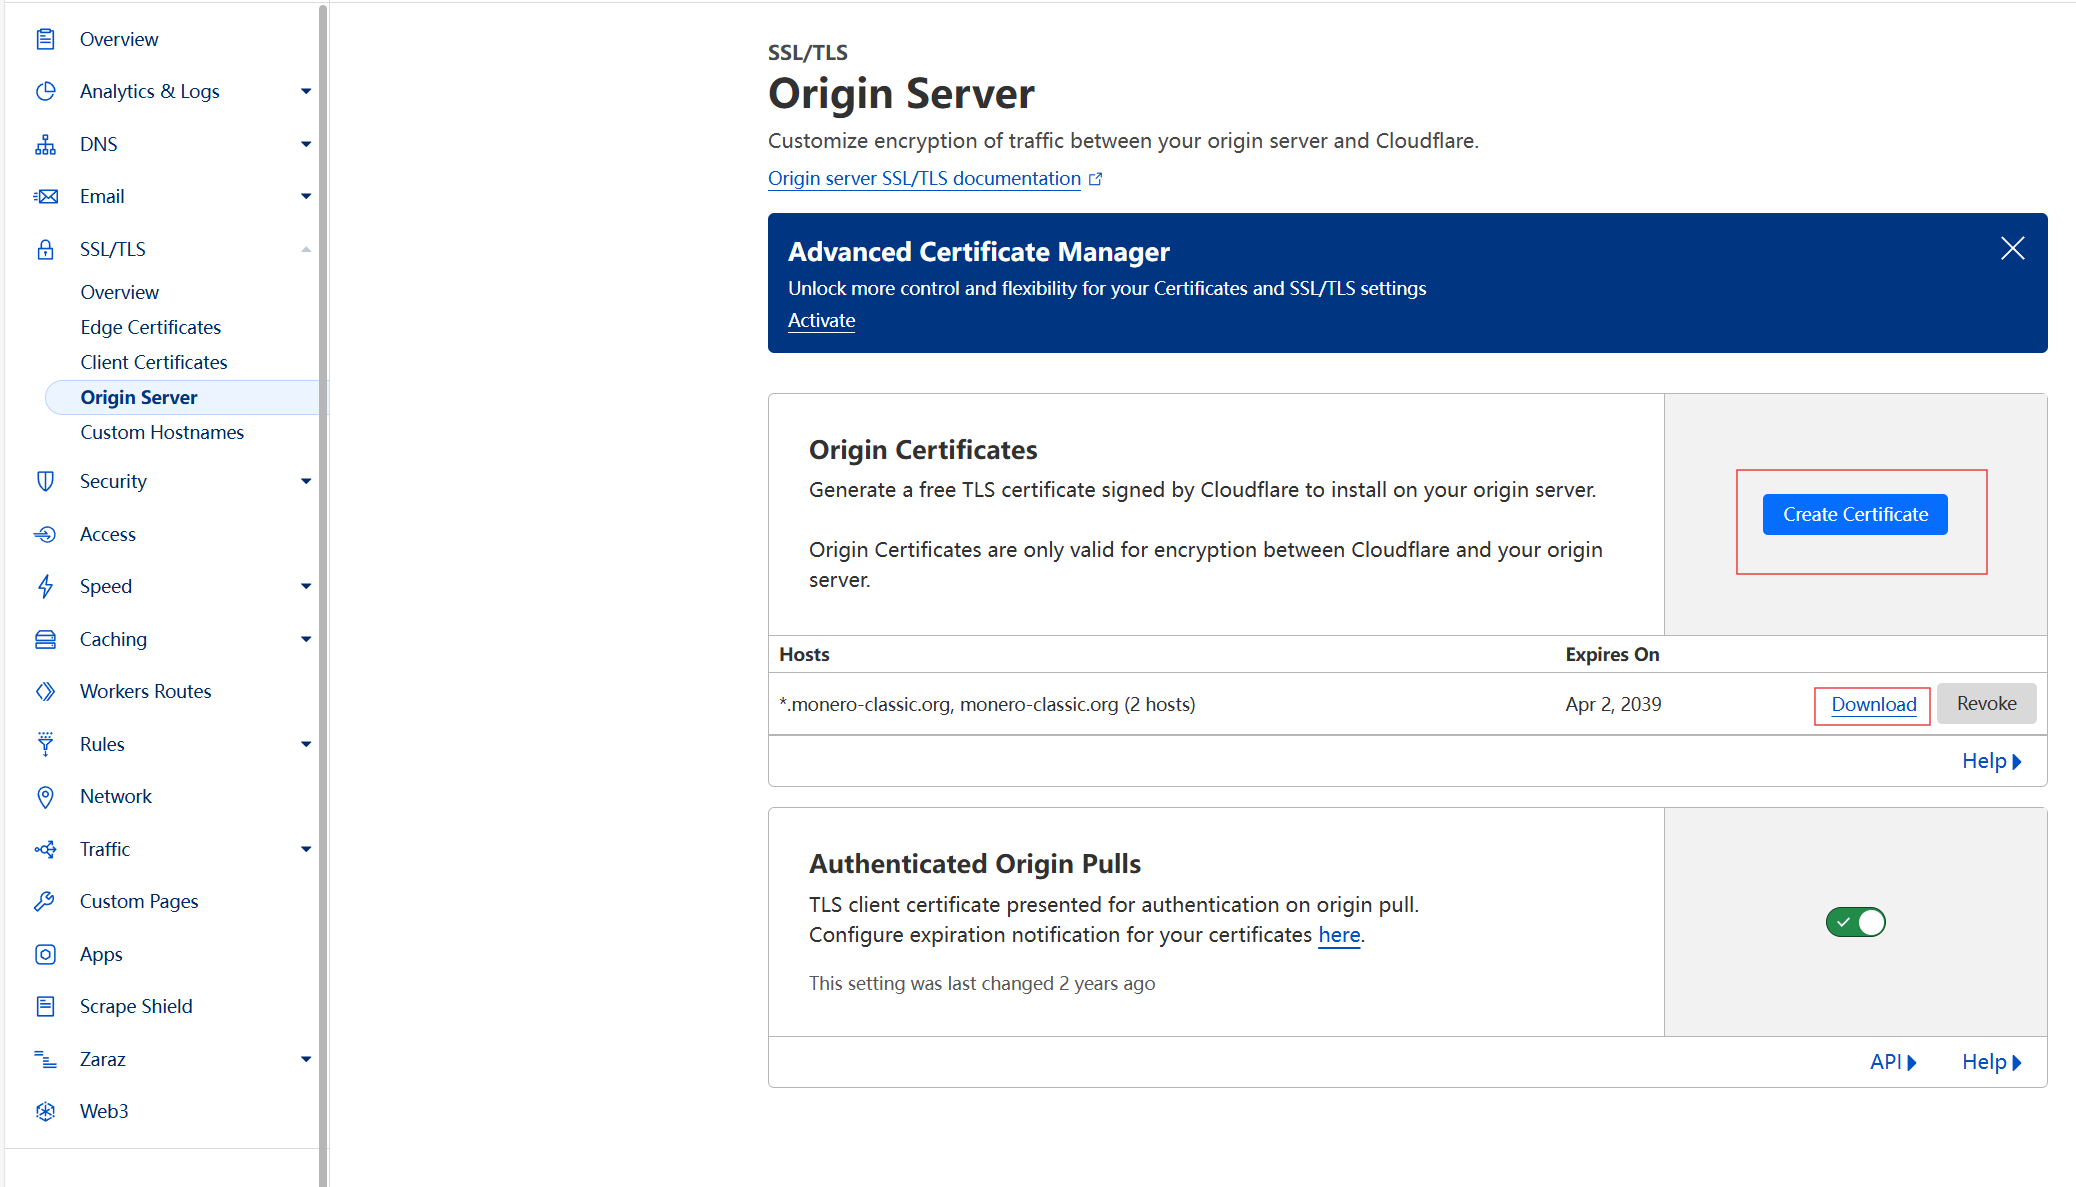 Overview
Analytics & Logs
DNS
Email
SSL/TLS
Overview
Edge Certificates
Client Certificates
Origin Server
Custom Hostnames
Security
Access
Speed
Caching
Workers Routes
Rules
Network
Traffic
Custom Pages
Apps
Scrape Shield
Zaraz
Web3
SSL/TLS
Origin Server
Customize encryption of traffic between your origin server and Cloudflare.
Origin server SSL/TLS documentation
Advanced Certificate Manager
Unlock more control and flexibility for your Certificates and SSL/TLS settings
Activate
Origin Certificates
Generate a free TLS certificate signed by Cloudflare to install on your origin server.
Origin Certificates are only valid for encryption between Cloudflare and your origin
server.
Create Certificate
Hosts Expires On
*.monero-classic.org, monero-classic.org (2 hosts) Apr 2, 2039 Download Revoke
Help
Authenticated Origin Pulls
TLS client certificate presented for authentication on origin pull.
Configure expiration notification for your certificates here.
This setting was last changed 2 years ago
API Help